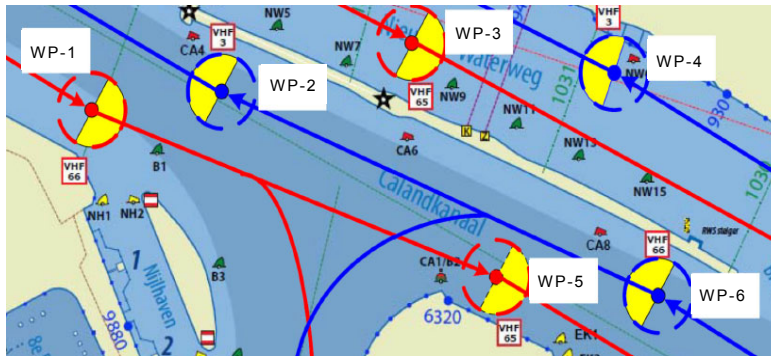 NW5
WP-3
WP-1
CA4
VHF
3
VHF
3
NW7
WP-2
Waterweg
WP-4
NW9
1031
930
VHF
65
NW11
CA6
K
Z
B1
NW13
VHF
66
NW15
1030
Calandkanaal
NH1
NH2
CA8
RWS steiger
VHF
66
1
Nijlhaven
B3
CA1/B2
WP-5
WP-6
6320
9880
2
VHF
65
EK1